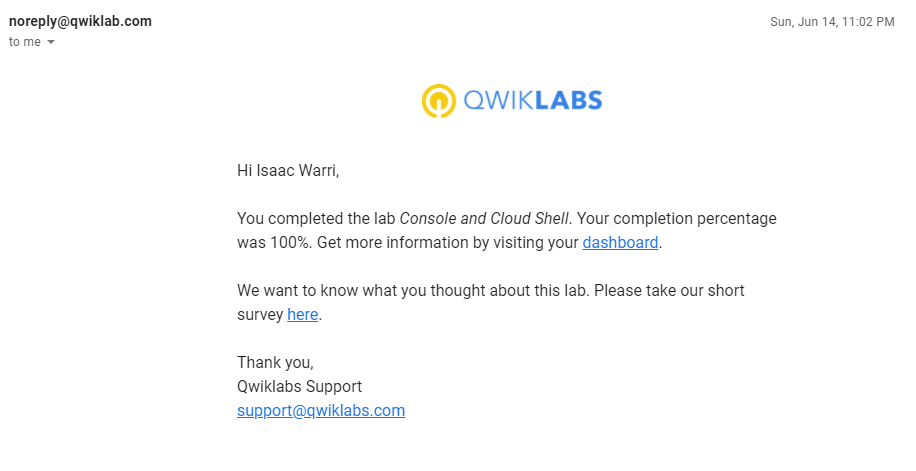 noreply@qwiklab.com
Sun, Jun 14, 11:02 PM
to me
QWIKLABS
Hi Isaac Warri,
You completed the lab Console and Cloud Shell. Your completion percentage
was 100%. Get more information by visiting your dashboard.
We want to know what you thought about this lab. Please take our short
survey here.
Thank you,
Qwiklabs Support
support@qwiklabs.com